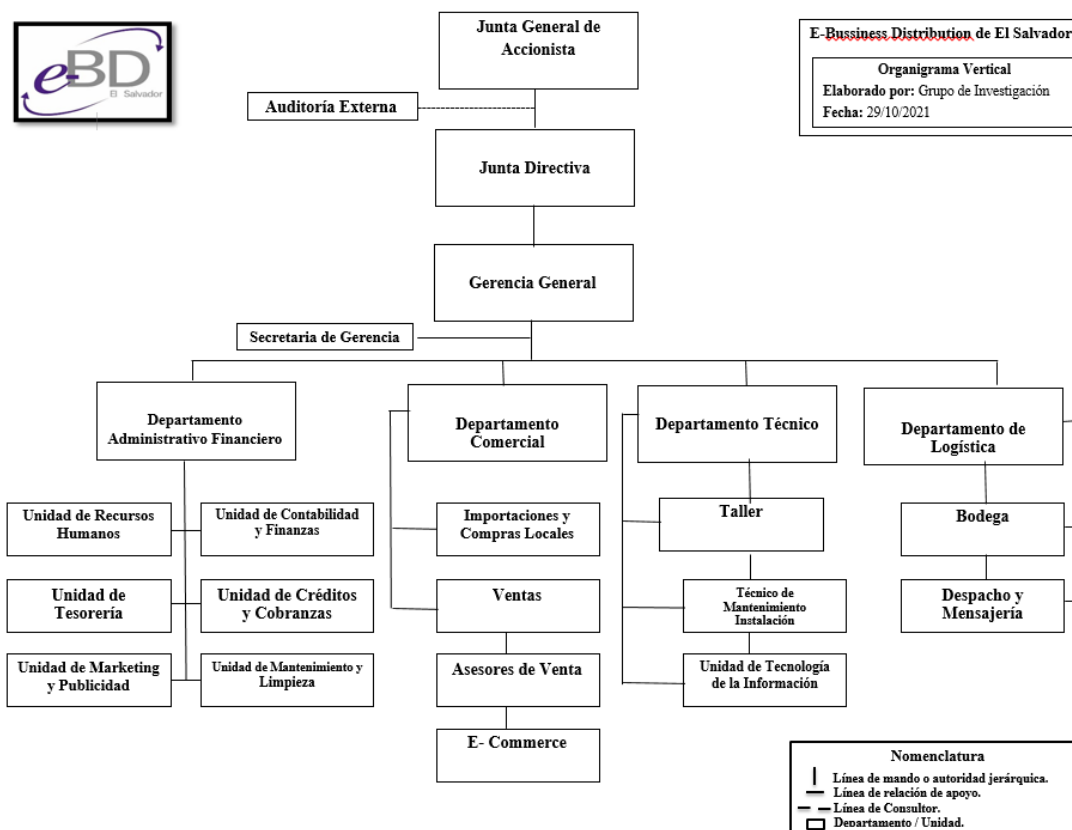 e-BD
El Salvador
Junta General de
Accionista
E-Bussiness Distribution de El Salvador
Organigrama Vertical
Elaborado por: Grupo de Investigación
Fecha: 29/10/2021
Auditoría Externa
Junta Directiva
Gerencia General
Secretaria de Gerencia
Departamento
Administrativo Financiero
Departamento
Comercial
Departamento Técnico
Departamento de
Logística
Unidad de Recursos
Humanos
Unidad de Contabilidad
y Finanzas
Importaciones y
Compras Locales
Taller
Bodega
Unidad de
Tesorería
Unidad de Créditos
y Cobranzas
Ventas
Técnico de
Mantenimiento
Instalación
Despacho y
Mensajería
Unidad de Marketing
y Publicidad
Unidad de Mantenimiento y
Limpieza
Asesores de Venta
Unidad de Tecnología
de la Información
E- Commerce
Nomenclatura
Línea de mando o autoridad jerárquica.
Línea de relación de apoyo.
Línea de Consultor.
Departamento / Unidad.